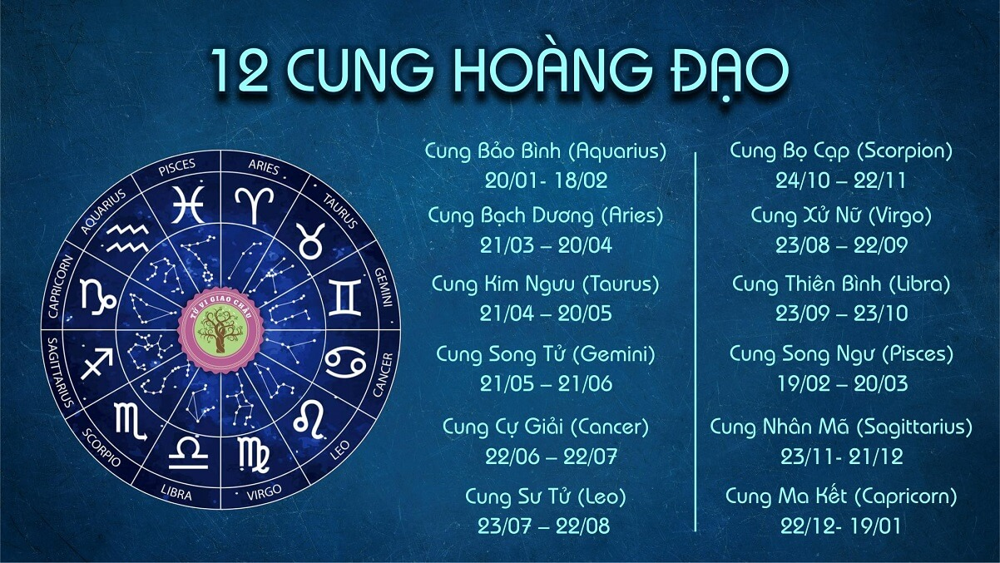 12 CUNG HOÀNG ĐẠO
PISCES
ARIES
TAURUS
GEMINI
CANCER
LEO
VIRGO
LIBRA
SCORPIO
SAGITTARIUS
CAPRICORN
AQUARIUS
TỬ VI GIAO CHÂU
Cung Bảo Bình (Aquarius)
20/01- 18/02
Cung Bạch Dương (Aries)
21/03 – 20/04
Cung Kim Ngưu (Taurus)
21/04 – 20/05
Cung Song Tử (Gemini)
21/05 – 21/06
Cung Cự Giải (Cancer)
22/06 – 22/07
Cung Sư Tử (Leo)
23/07 – 22/08
Cung Bọ Cạp (Scorpion)
24/10 – 22/11
Cung Xử Nữ (Virgo)
23/08 – 22/09
Cung Thiên Bình (Libra)
23/09 – 23/10
Cung Song Ngư (Pisces)
19/02 – 20/03
Cung Nhân Mã (Sagittarius)
23/11- 21/12
Cung Ma Kết (Capricorn)
22/12- 19/01